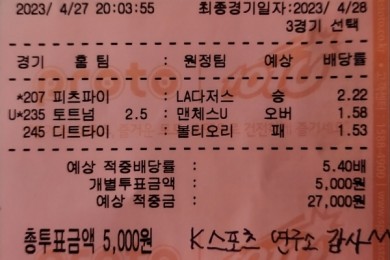 2023/ 4/27 20:03:55 최종경기일자:2023/ 4/28
3경기 선택
경기 홈 팀 : 원정팀 예상 배당률
*207 피츠파이 : LA다저스 승 2.22
U*235 토트넘 2.5 : 맨체스U 오버 1.58
245 디트타이 : 볼티오리 패 1.53
예상 적중배당률 : 5.40배
개별투표금액 : 5,000원
예상 적중금 : 27,000원
총투표금액 5,000원 K스포츠 연구소 감사